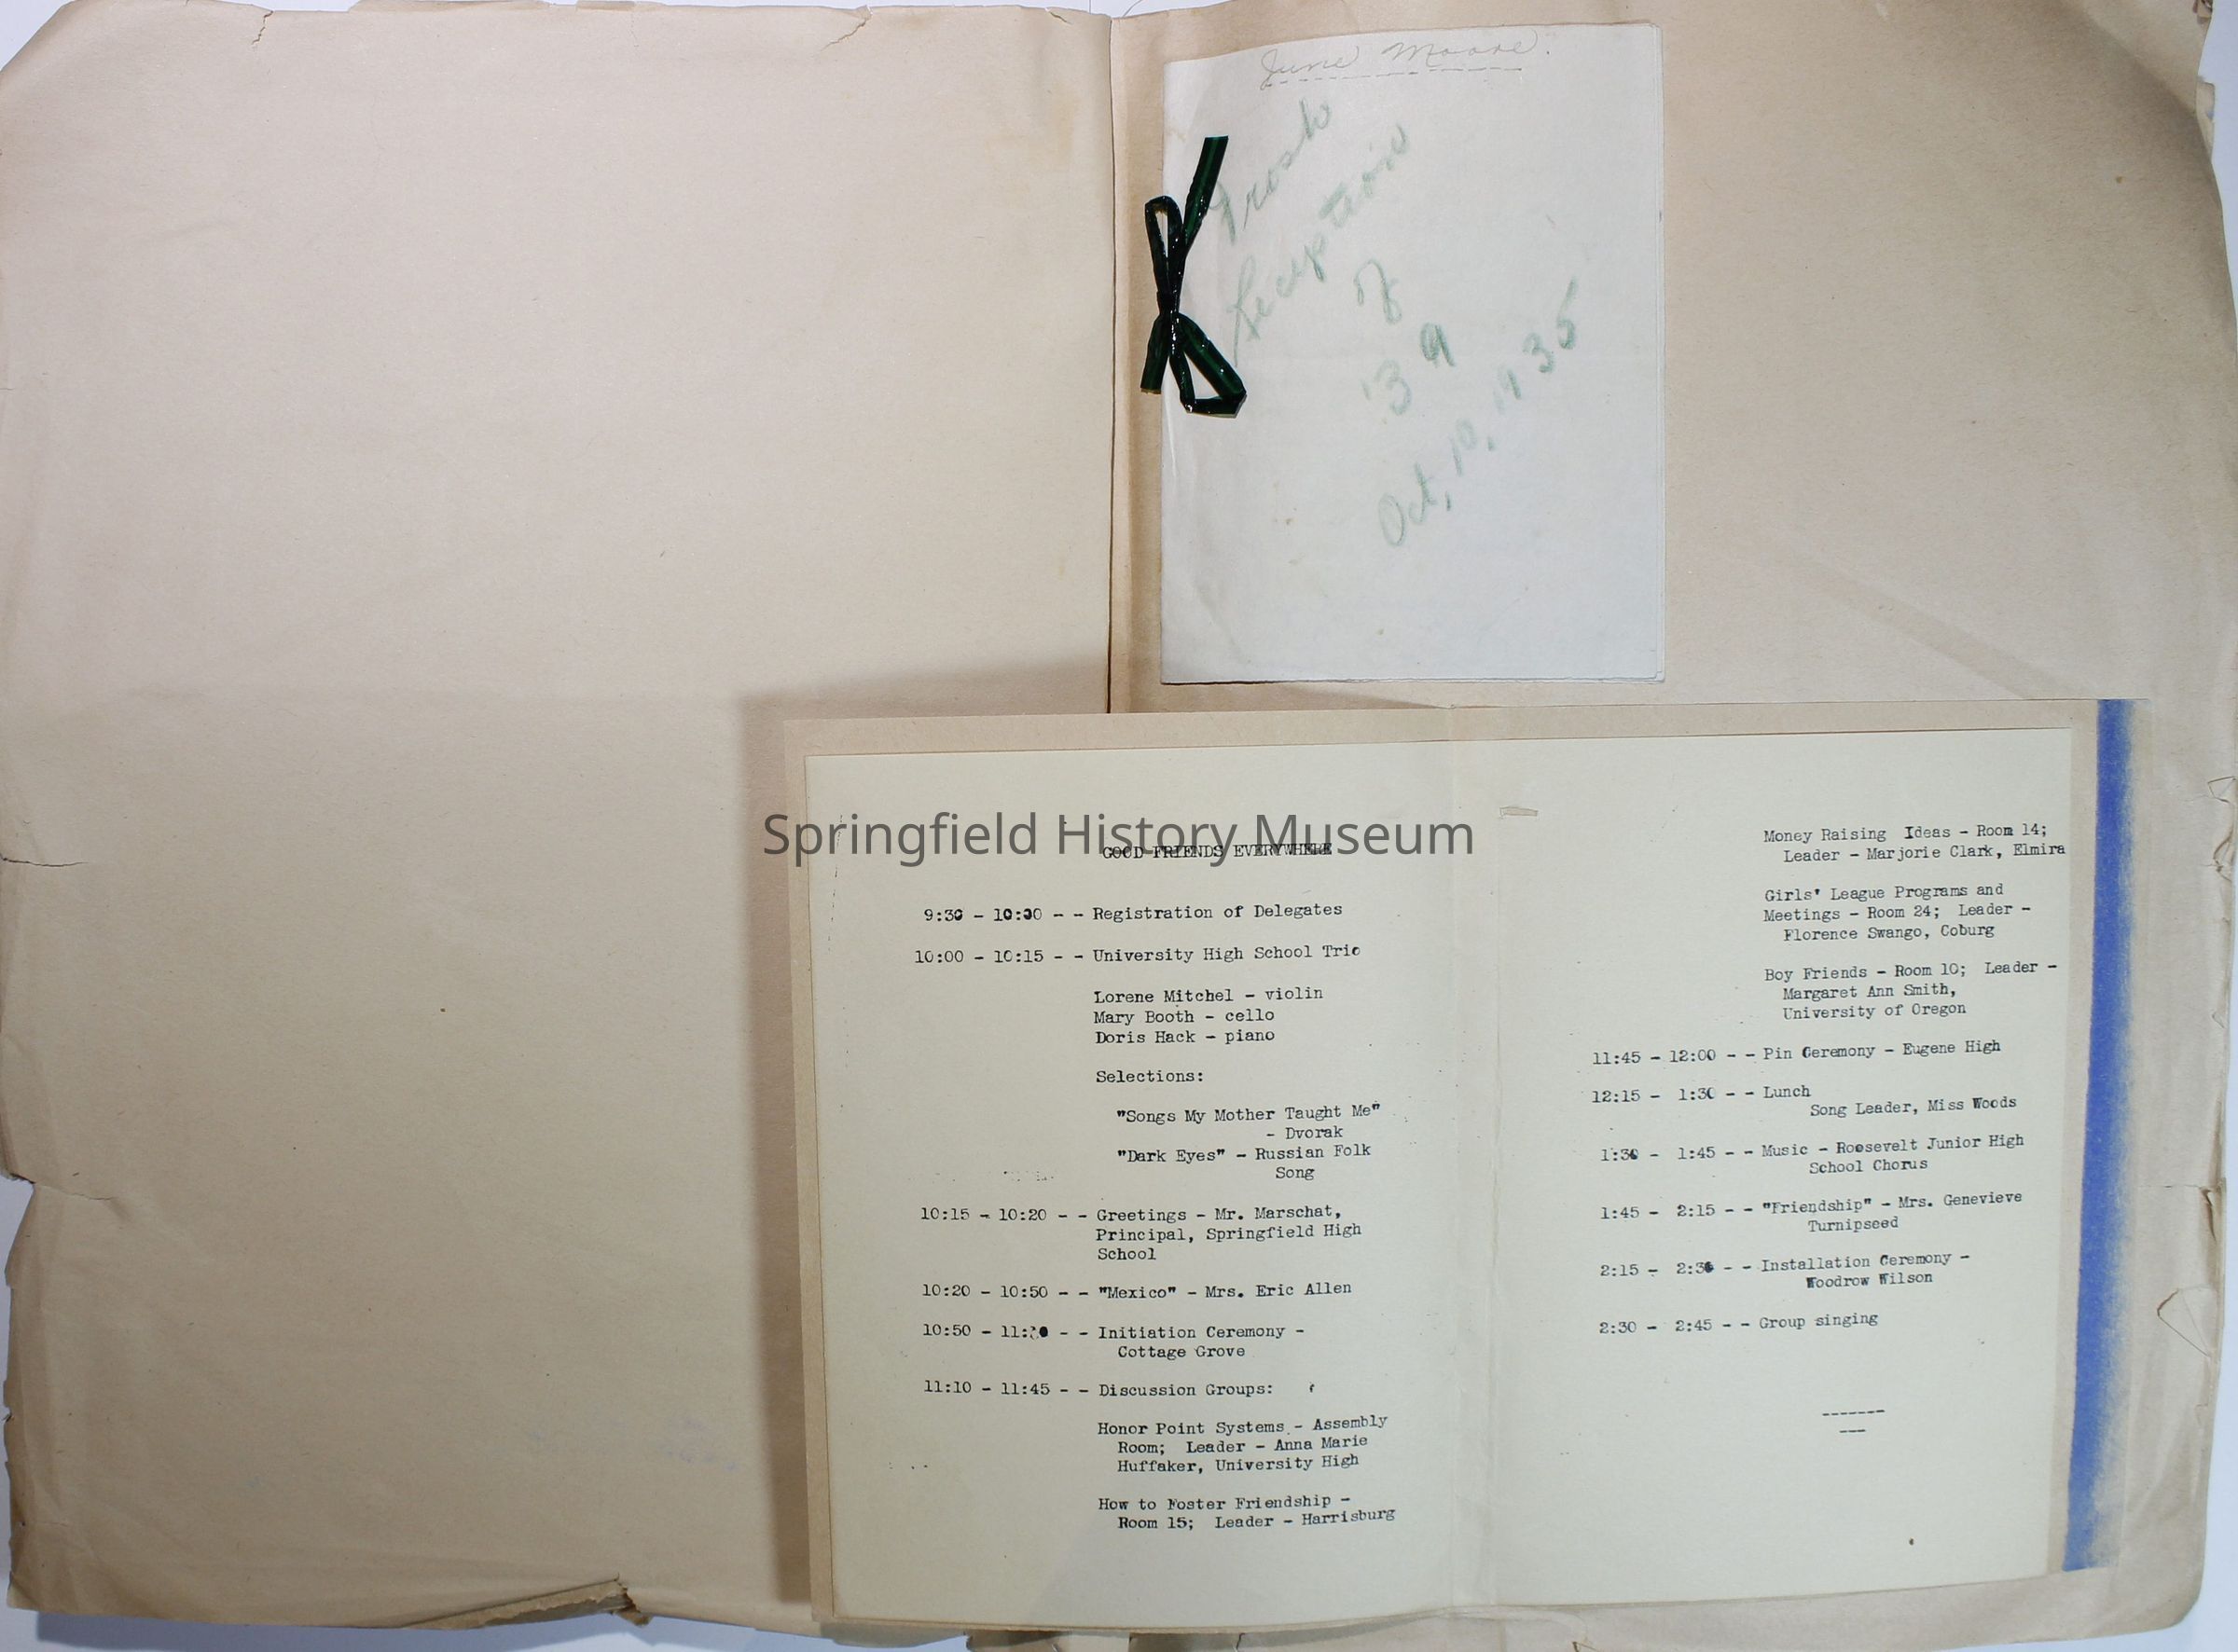 June Moore.
Frosh
Reception
of
'39
Oct, 10, 1935
Springfield History Museum
GOOD FRIENDS EVERYWHERE
9:30 - 10:00 - - Registration of Delegates
10:00 - 10:15 - - University High School Trio
Lorene Mitchel - violin
Mary Booth - cello
Doris Hack - piano
Selections:
"Songs My Mother Taught Me"
- Dvorak
"Dark Eyes" - Russian Folk
Song
10:15 - 10:20 - - Greetings - Mr. Marschat,
Principal, Springfield High
School
10:20 - 10:50 - - "Mexico" - Mrs. Eric Allen
10:50 - - - Initiation Ceremony -
Cottage Grove
11:10 - 11:45 - - Discussion Groups:
Honor Point Systems - Assembly
Room; Leader - Anna Marie
Huffaker, University High
How to Foster Friendship -
Room 15; Leader - Harrisburg
Money Raising Ideas - Room 14;
Leader - Marjorie Clark, Elmira
Girls' League Programs and
Meetings - Room 24; Leader -
Florence Swango, Coburg
Boy Friends - Room 10; Leader -
Margaret Ann Smith,
University of Oregon
11:45 - 12:00 - - Pin Ceremony - Eugene High
12:15 - 1:30 - - Lunch
Song Leader, Miss Woods
1:30 - 1:45 - - Music - Roosevelt Junior High
School Chorus
1:45 - 2:15 - - "Friendship" - Mrs. Genevieve
Turnipseed
2:15 - 2:30 - - Installation Ceremony -
Woodrow Wilson
2:30 - 2:45 - - Group singing